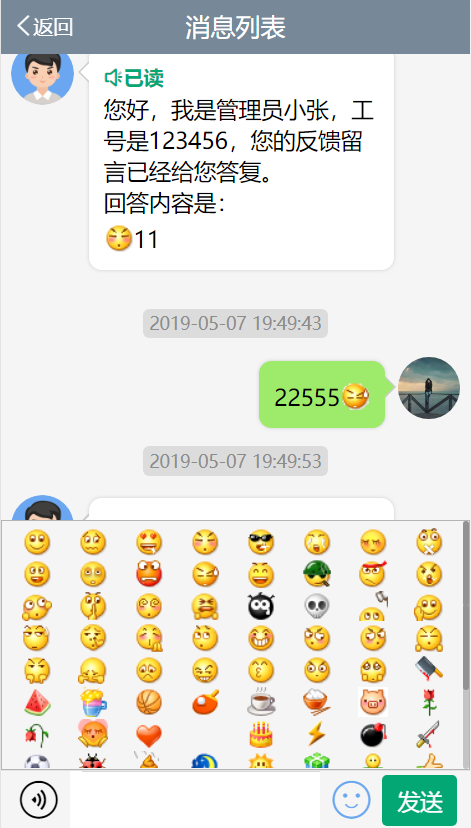 返回
消息列表
已读
您好，我是管理员小张，工
号是123456，您的反馈留
言已经给您答复。
回答内容是：
11
2019-05-07 19:49:43
22555
2019-05-07 19:49:53
发送